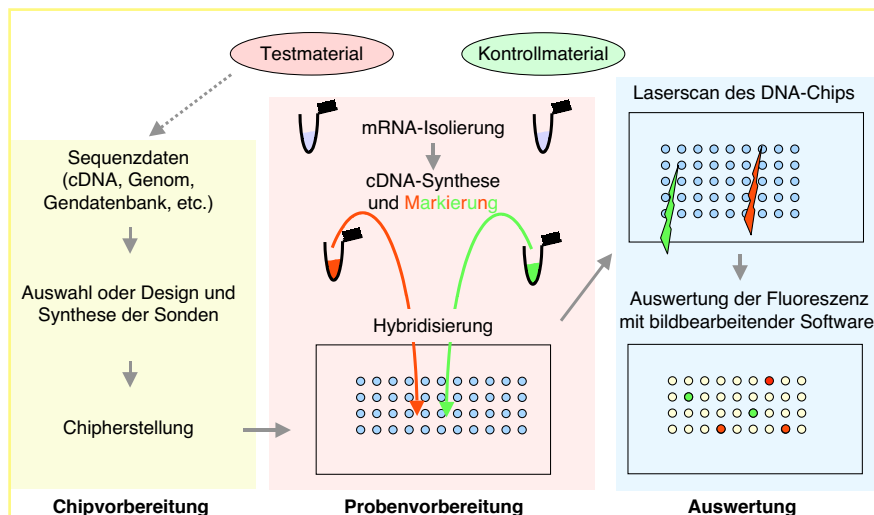 Testmaterial
Kontrollmaterial
Sequenzdaten
(cDNA, Genom,
Gendatenbank, etc.)
Auswahl oder Design und
Synthese der Sonden
Chipherstellung
Chipvorbereitung
mRNA-Isolierung
cDNA-Synthese
und Markierung
Hybridisierung
Probenvorbereitung
Laserscan des DNA-Chips
Auswertung der Fluoreszenz
mit bildbearbeitender Software
Auswertung